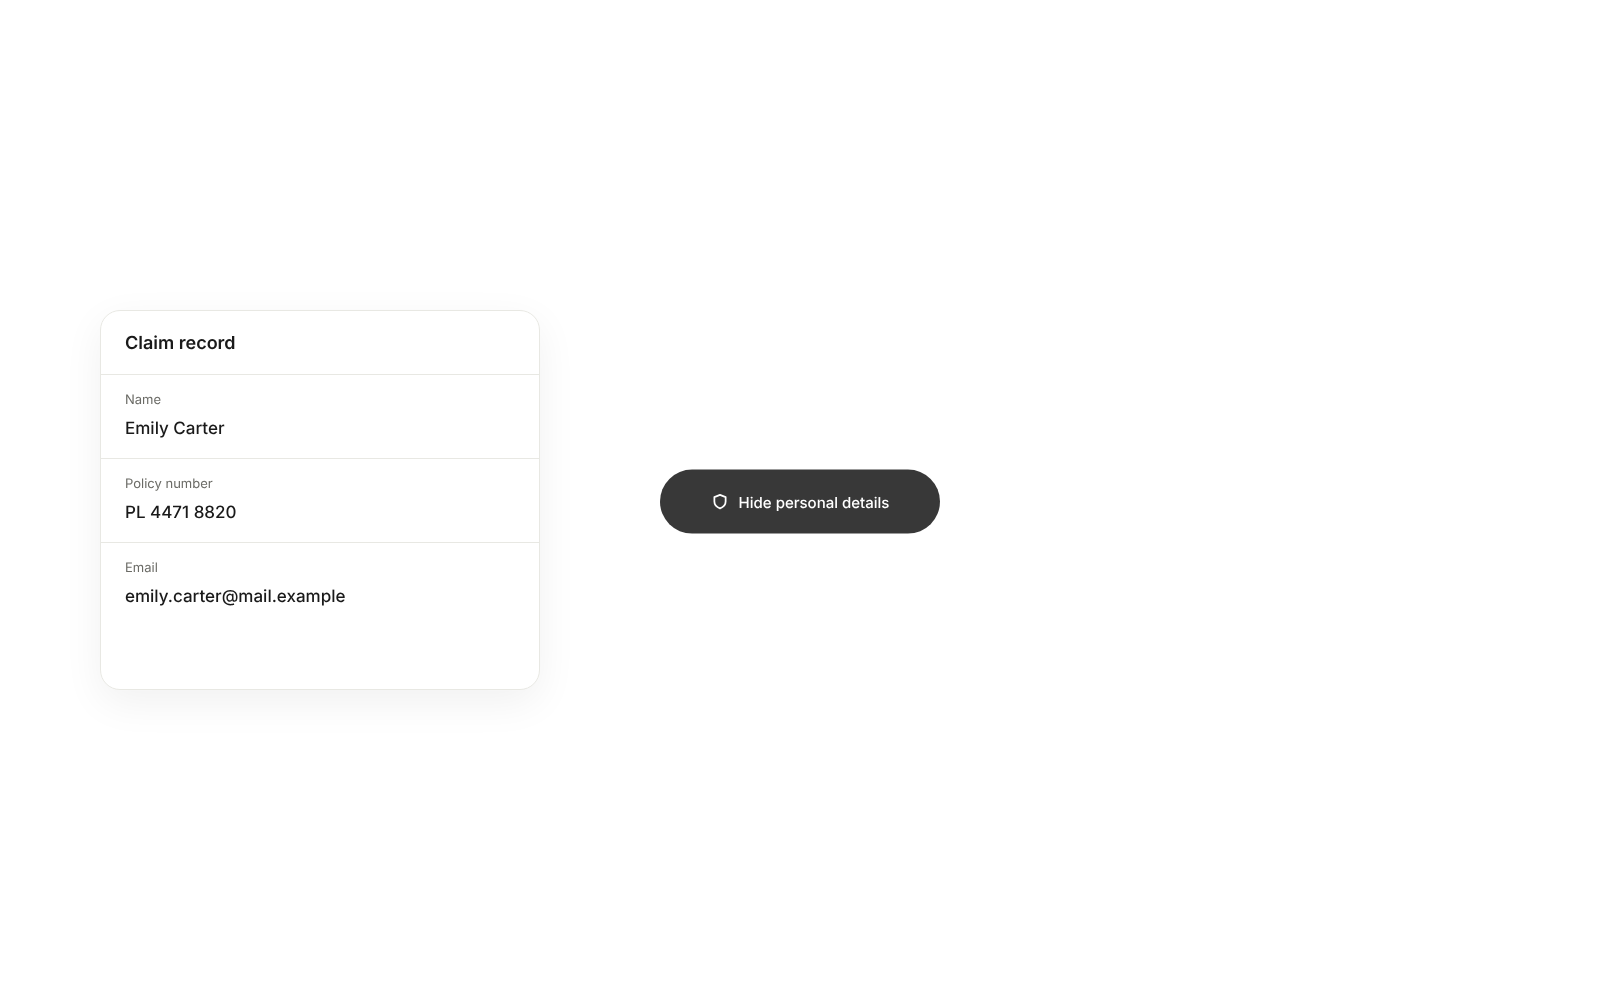 Claim record
Name
Emily Carter
Policy number
PL 4471 8820
Email
emily.carter@mail.example
Hide personal details